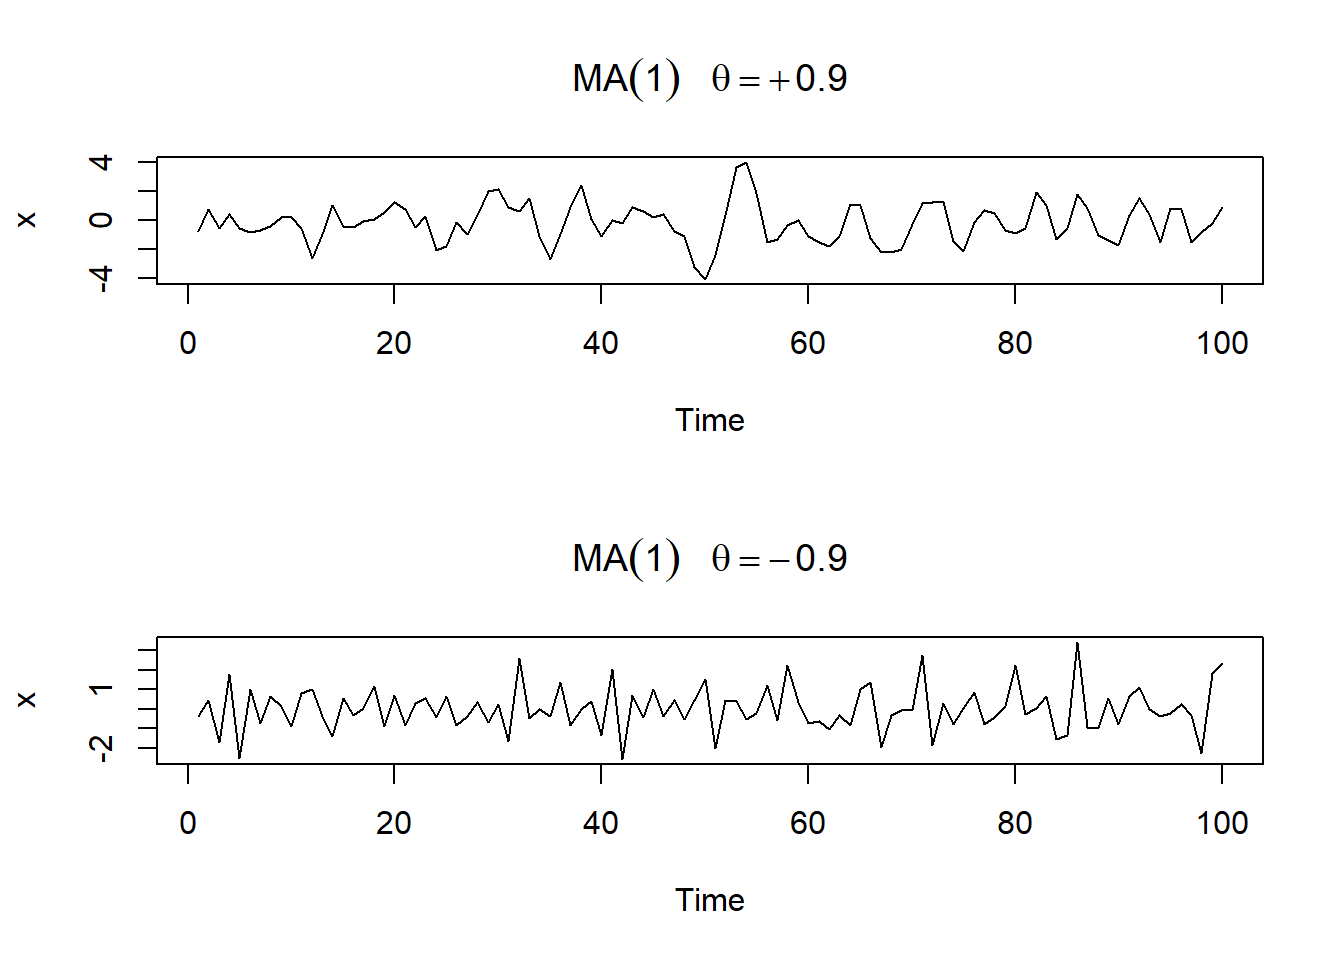 MA(1) θ = +0.9
x
4
0
-4
0 20 40 60 80 100
Time
MA(1) θ = −0.9
x
1
-2
0 20 40 60 80 100
Time